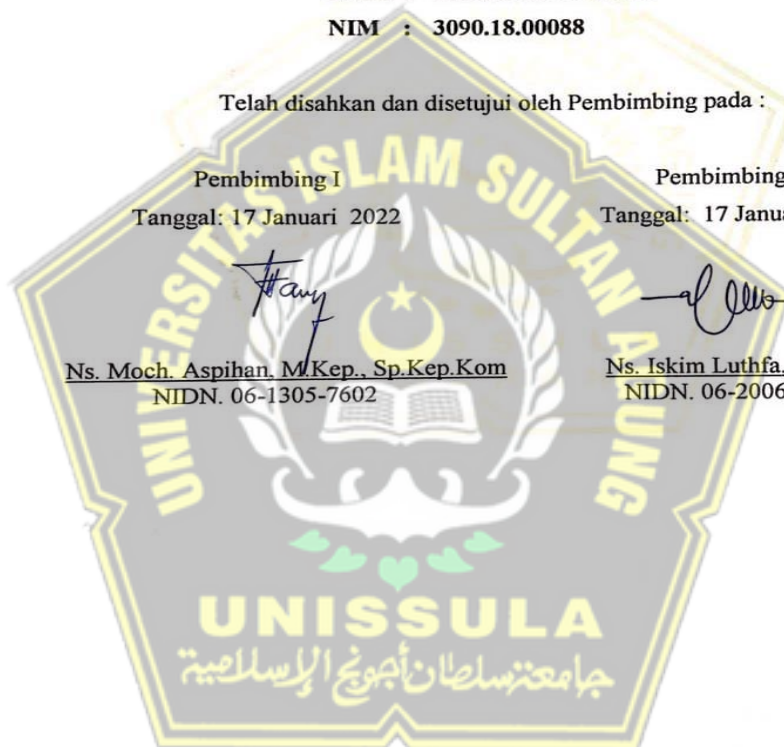 NIM : 3090.18.00088
Telah disahkan dan disetujui oleh Pembimbing pada :
Pembimbing I
Tanggal: 17 Januari 2022
Ns. Moch. Aspihan, M.Kep., Sp.Kep.Kom
NIDN. 06-1305-7602
Pembimbing
Tanggal: 17 Janua
Ns. Iskim Luthfa,
NIDN. 06-2006
UNIVERSITAS ISLAM SULTAN AGUNG
UNISSULA
جامعة سلطان أجونج الإسلامية